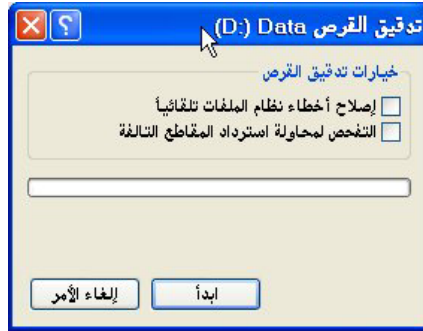 تدقيق القرص Data (D:)
خيارات تدقيق القرص
إصلاح أخطاء نظام الملفات تلقائياً
التفحص لمحاولة استرداد المقاطع التالفة
ابدأ
إلغاء الأمر